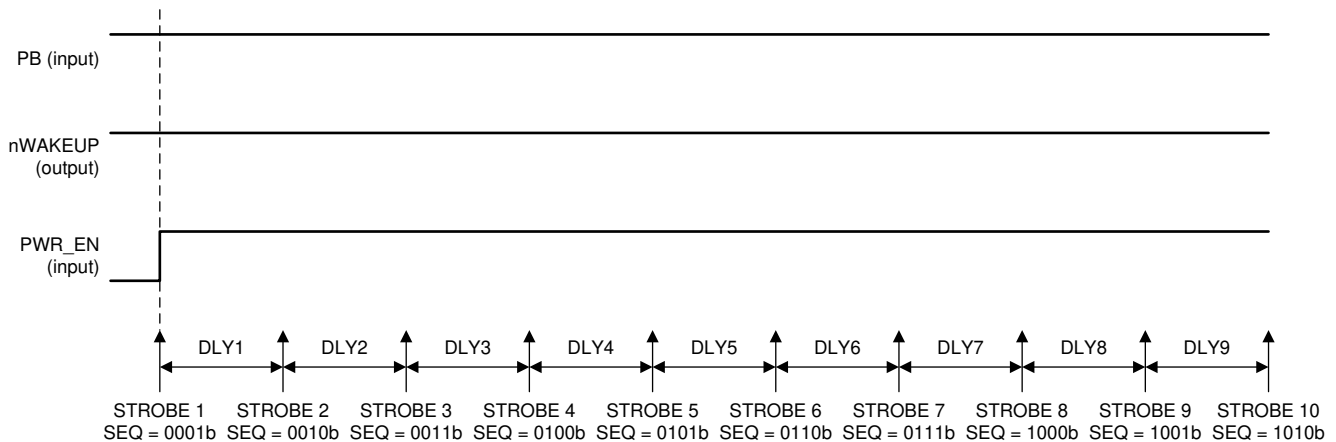 PB (input)
nWAKEUP
(output)
PWR_EN
(input)
DLY1 DLY2 DLY3 DLY4 DLY5 DLY6 DLY7 DLY8 DLY9
STROBE 1 STROBE 2 STROBE 3 STROBE 4 STROBE 5 STROBE 6 STROBE 7 STROBE 8 STROBE 9 STROBE 10
SEQ = 0001b SEQ = 0010b SEQ = 0011b SEQ = 0100b SEQ = 0101b SEQ = 0110b SEQ = 0111b SEQ = 1000b SEQ = 1001b SEQ = 1010b